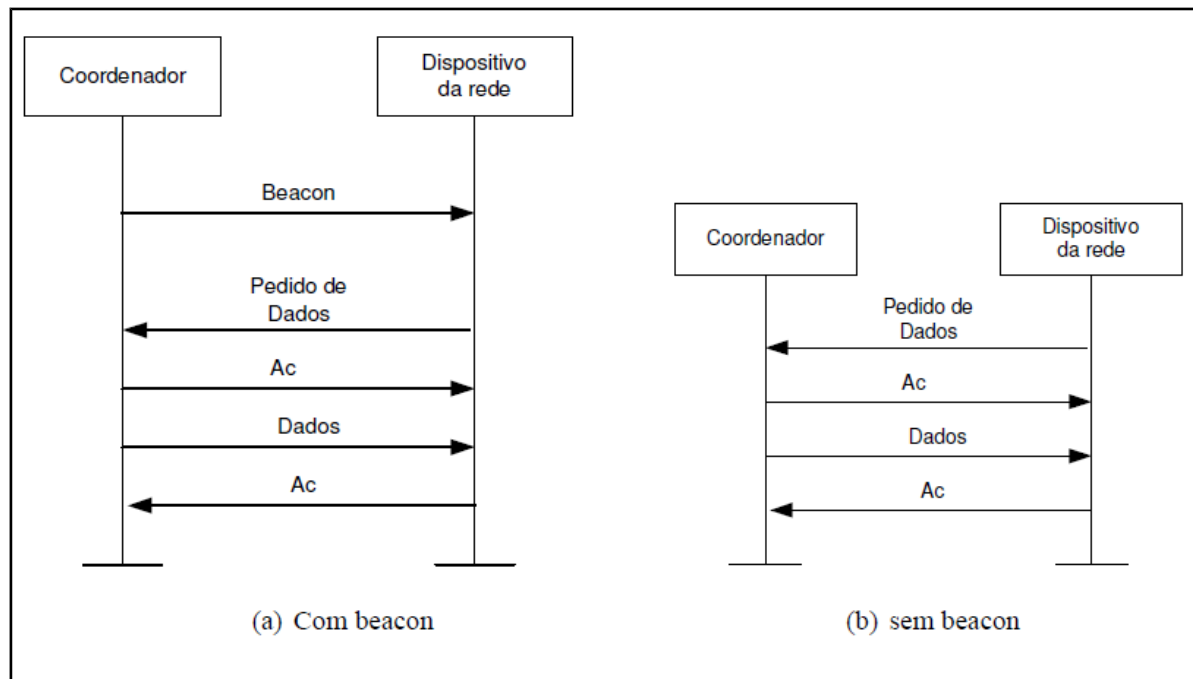 Coordenador
Dispositivo
da rede
Beacon
Pedido de
Dados
Ac
Dados
Ac
(a) Com beacon
Coordenador
Dispositivo
da rede
Pedido de
Dados
Ac
Dados
Ac
(b) sem beacon